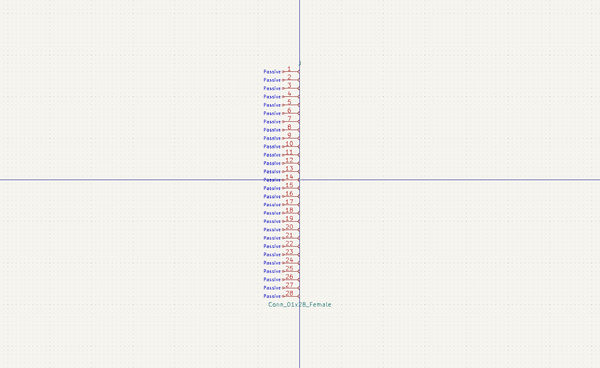 J
Passive 1
Passive 2
Passive 3
Passive 4
Passive 5
Passive 6
Passive 7
Passive 8
Passive 9
Passive 10
Passive 11
Passive 12
Passive 13
Passive 14
Passive 15
Passive 16
Passive 17
Passive 18
Passive 19
Passive 20
Passive 21
Passive 22
Passive 23
Passive 24
Passive 25
Passive 26
Passive 27
Passive 28
Conn_01x28_Female